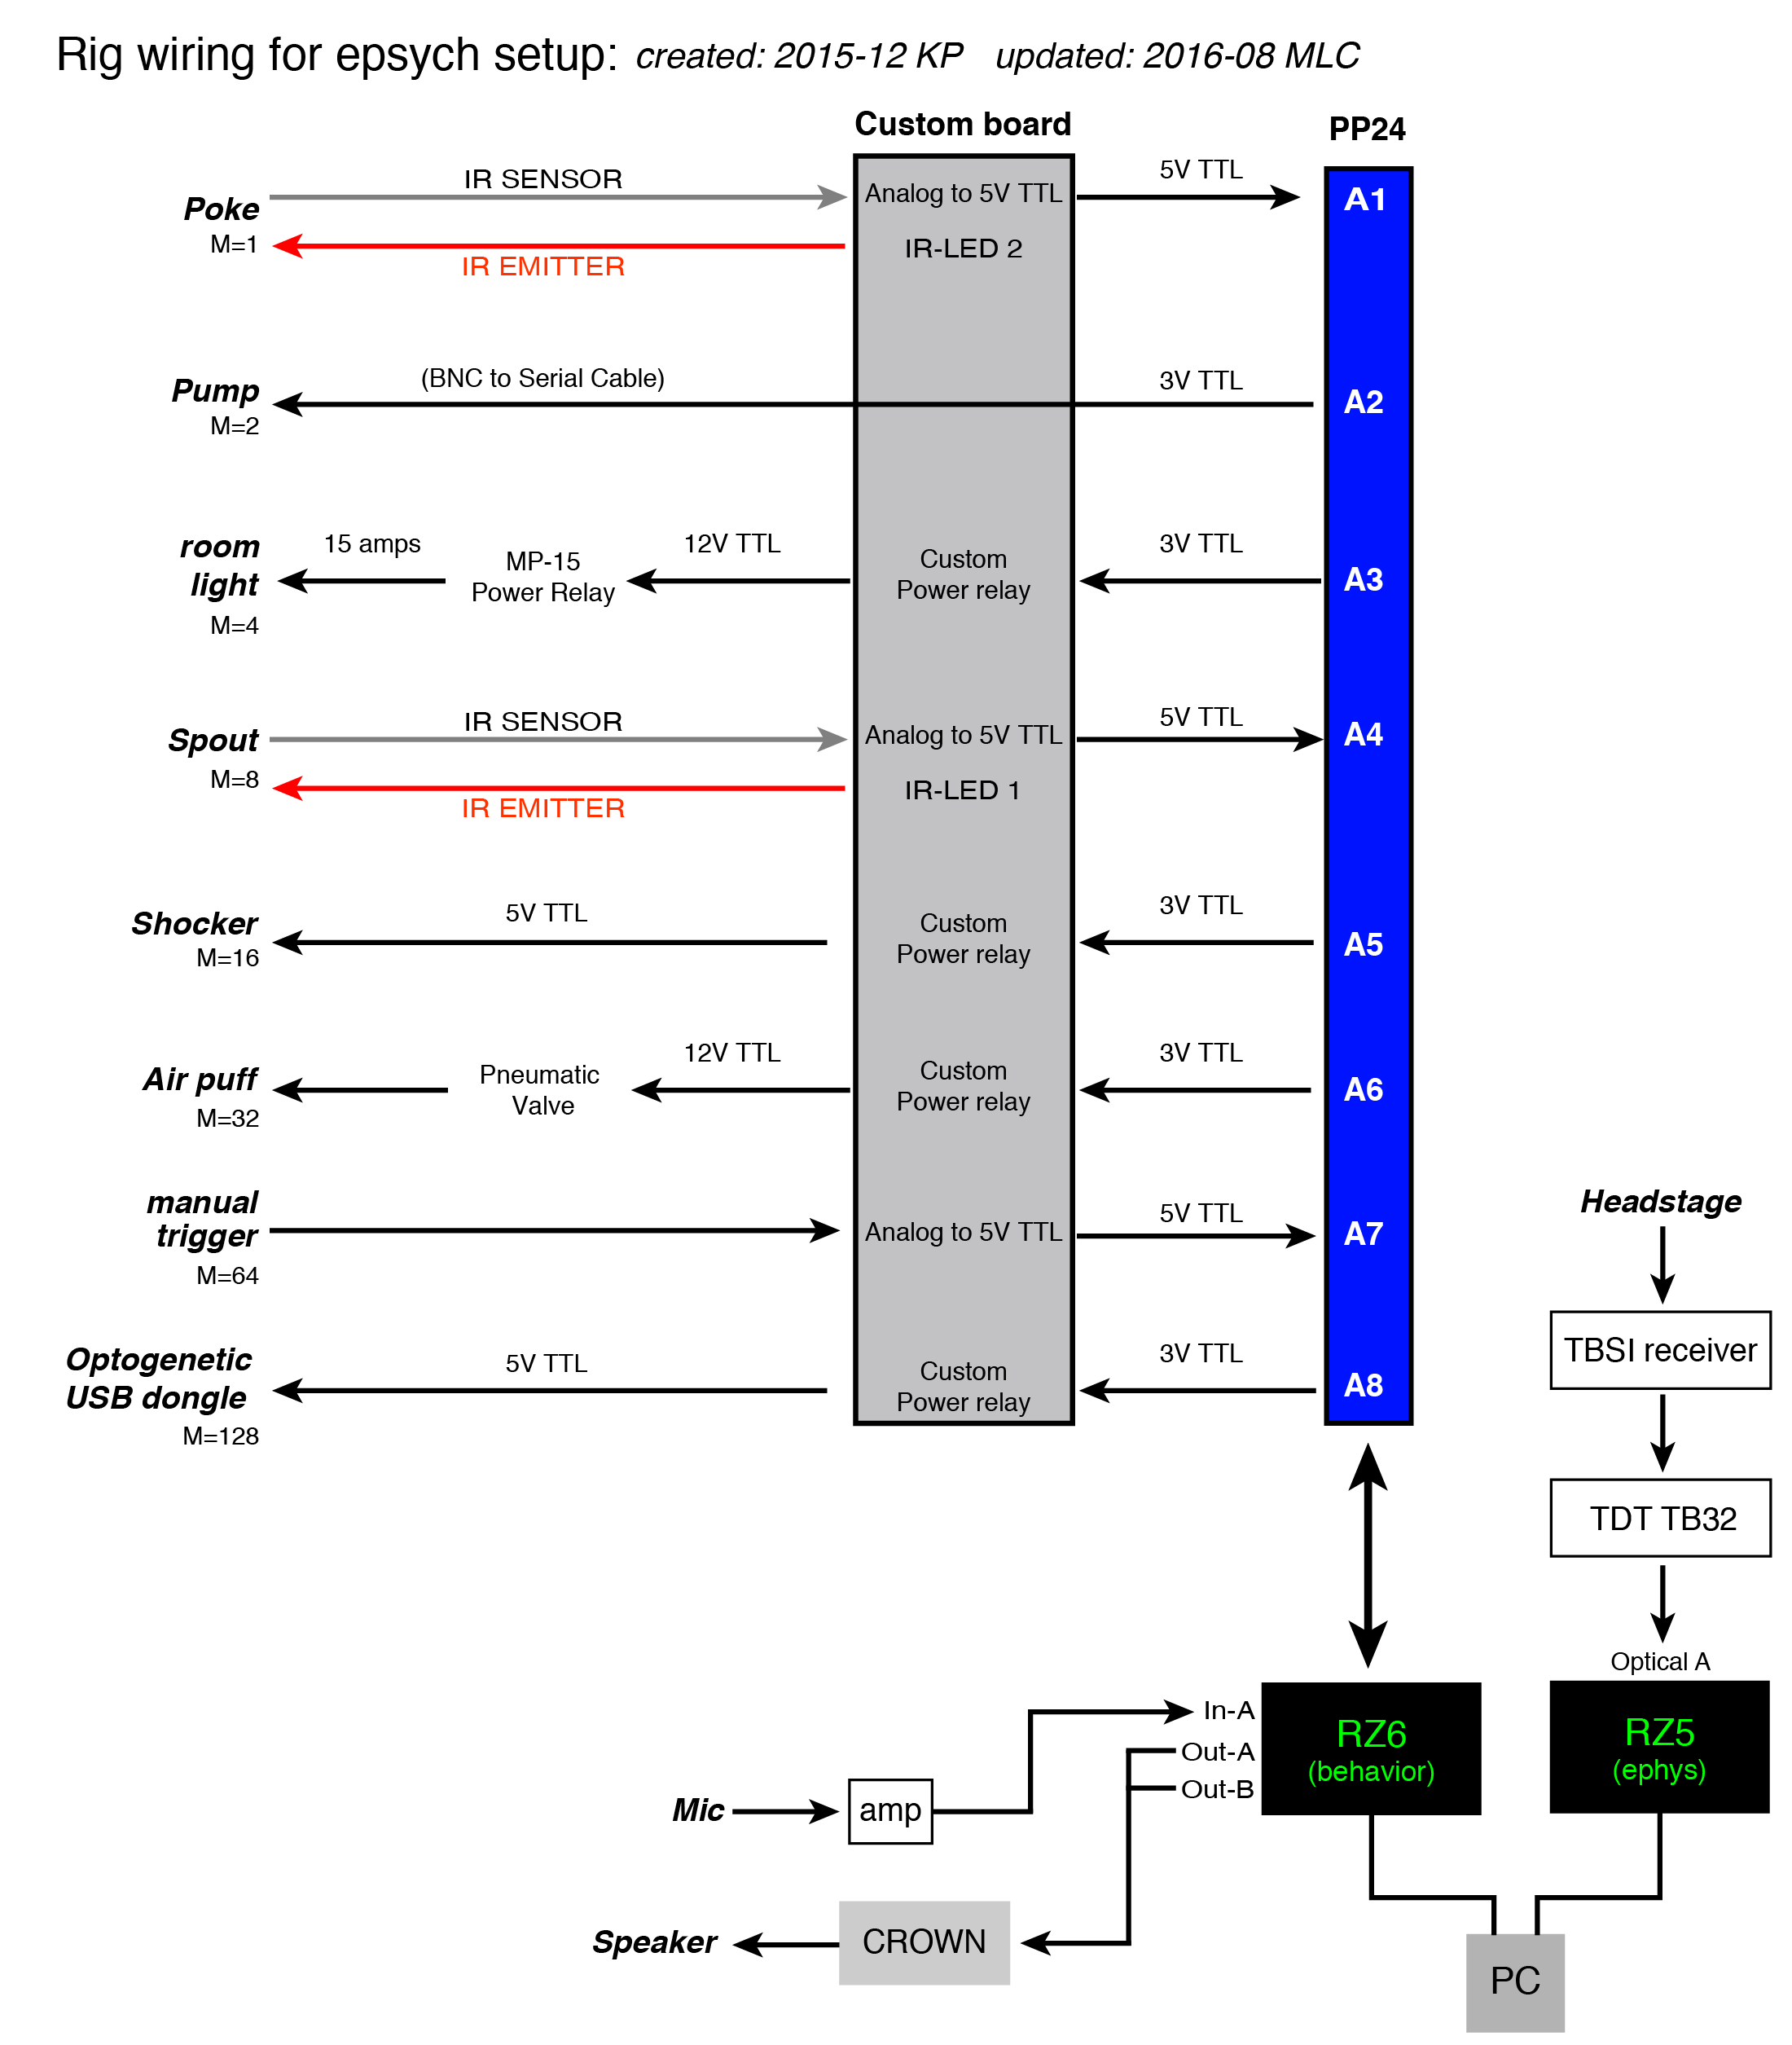 Rig wiring for epsych setup: created: 2015-12 KP updated: 2016-08 MLC
Custom board
PP24
IR SENSOR
Analog to 5V TTL
5V TTL
A1
Poke
M=1
IR EMITTER
IR-LED 2
Pump
M=2
(BNC to Serial Cable)
3V TTL
A2
room
light
M=4
15 amps
MP-15
Power Relay
12V TTL
Custom
Power relay
3V TTL
A3
Spout
M=8
IR SENSOR
IR EMITTER
Analog to 5V TTL
IR-LED 1
5V TTL
A4
Shocker
M=16
5V TTL
Custom
Power relay
3V TTL
A5
Air puff
M=32
Pneumatic
Valve
12V TTL
Custom
Power relay
3V TTL
A6
manual
trigger
M=64
Analog to 5V TTL
5V TTL
A7
Optogenetic
USB dongle
M=128
5V TTL
Custom
Power relay
3V TTL
A8
Headstage
TBSI receiver
TDT TB32
Optical A
RZ5
(ephys)
In-A
Out-A
Out-B
RZ6
(behavior)
Mic
amp
Speaker
CROWN
PC